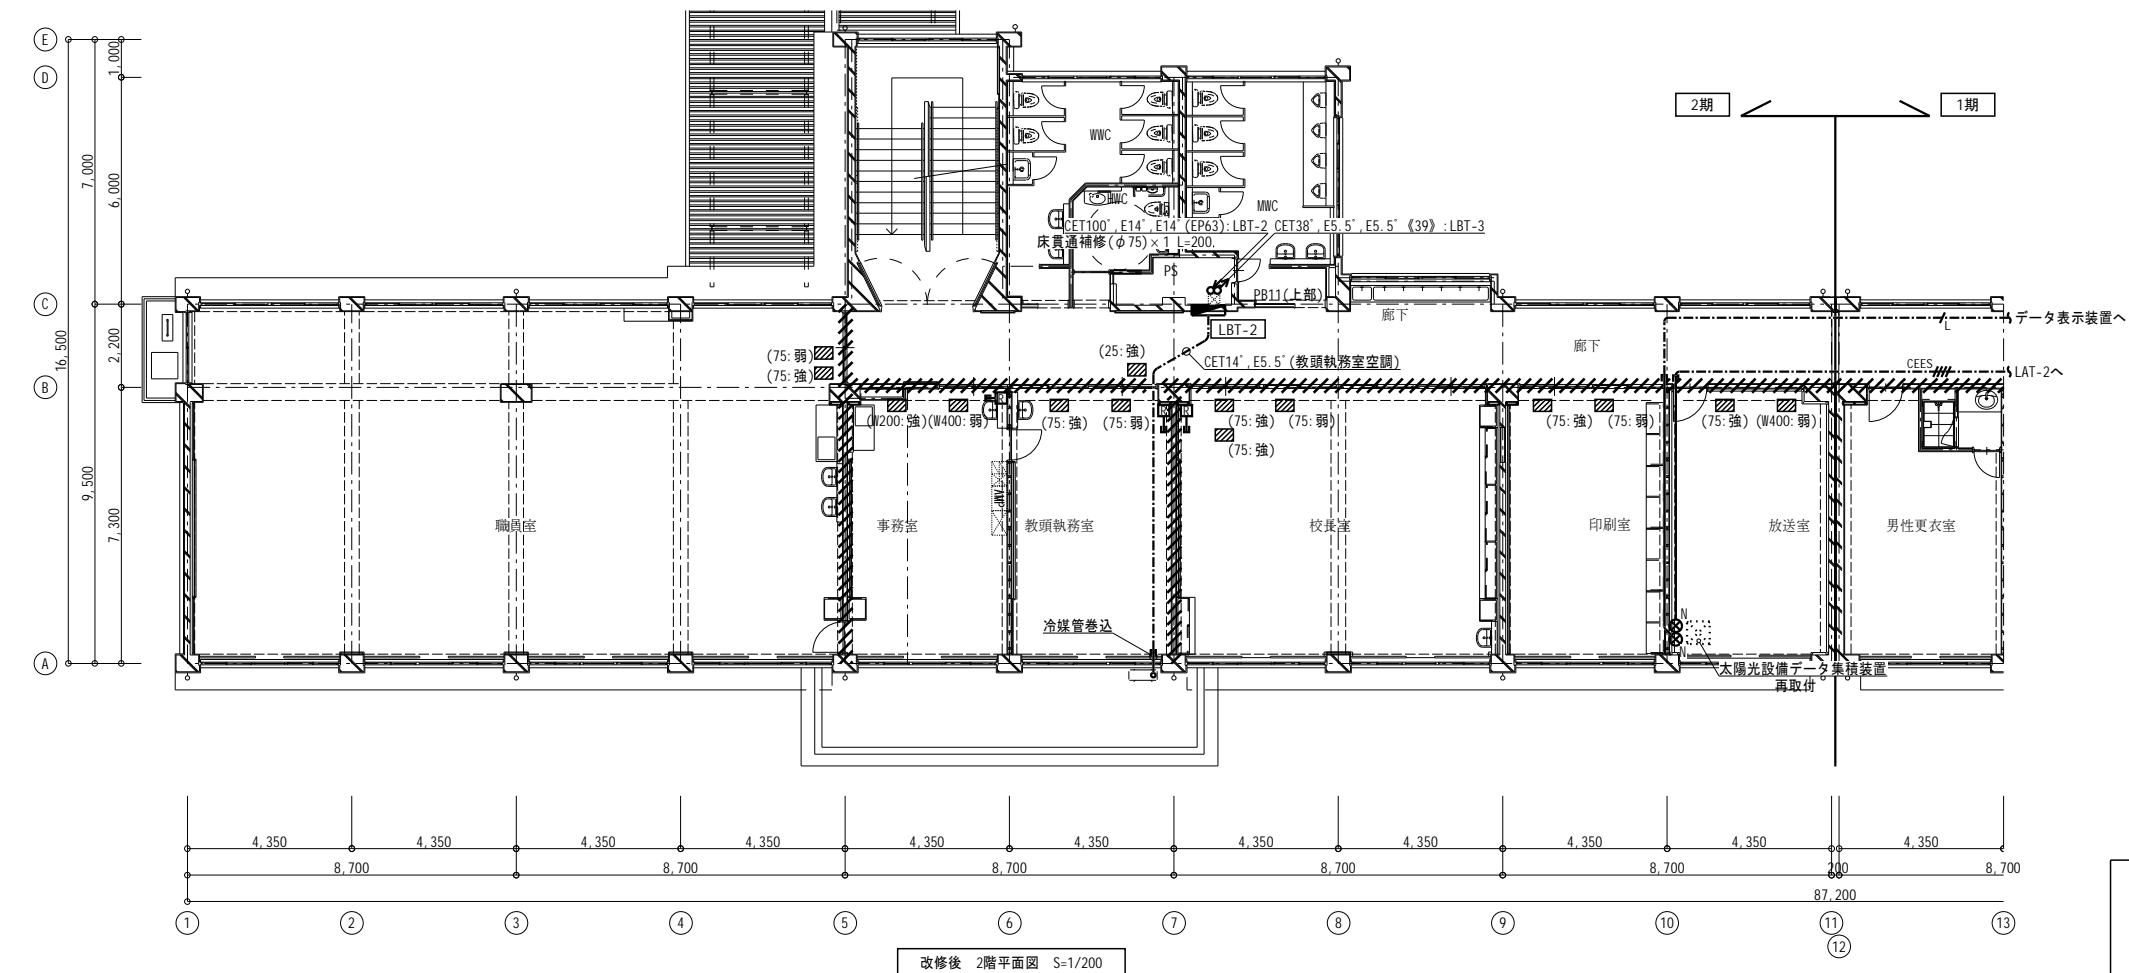 E
D
C
B
A
1,000
7,000
6,000
16,500
2,200
9,500
7,300
2期
1期
WWC
HWC
MWC
CET100°,E14°,E14°(EP63):LBT-2
CET38°,E5.5°,E5.5°《39》:LBT-3
床貫通補修(φ75)×1 L=200.
PS
PB11(上部)
LBT-2
廊下
廊下
L
データ表示装置へ
CEES
LAT-2へ
(75:弱)
(75:強)
(25:強)
CET14°,E5.5°(教頭執務室空調)
(W200:強)
(W400:弱)
(75:強)
(75:弱)
(75:強)
(75:弱)
(75:強)
(75:強)
(75:弱)
(75:強)
(W400:弱)
AMP
職員室
事務室
教頭執務室
校長室
印刷室
放送室
男性更衣室
冷媒管巻込
N
N
太陽光設備データ集積装置
再取付
4,350
4,350
4,350
4,350
4,350
4,350
4,350
4,350
4,350
4,350
4,350
8,700
8,700
8,700
8,700
8,700
200
8,700
87,200
1
2
3
4
5
6
7
8
9
10
11
12
13
改修後 2階平面図 S=1/200